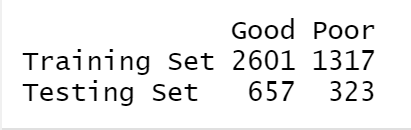 Good Poor
Training Set 2601 1317
Testing Set 657 323